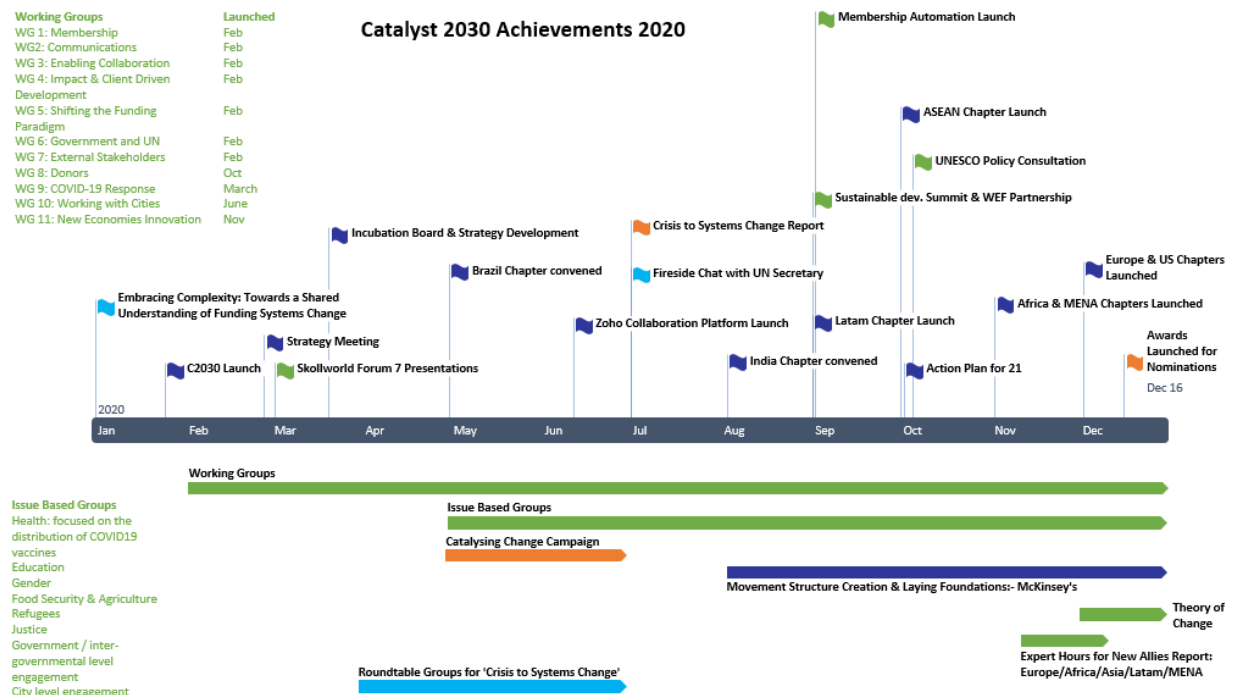 Catalyst 2030 Achievements 2020
Working Groups Launched
WG 1: Membership Feb
WG2: Communications Feb
WG 3: Enabling Collaboration Feb
WG 4: Impact & Client Driven Feb
Development
WG 5: Shifting the Funding Feb
Paradigm
WG 6: Government and UN Feb
WG 7: External Stakeholders Feb
WG 8: Donors Oct
WG 9: COVID-19 Response March
WG 10: Working with Cities June
WG 11: New Economies Innovation Nov
Membership Automation Launch
ASEAN Chapter Launch
UNESCO Policy Consultation
Sustainable dev. Summit & WEF Partnership
Crisis to Systems Change Report
Incubation Board & Strategy Development
Brazil Chapter convened
Fireside Chat with UN Secretary
Europe & US Chapters
Launched
Embracing Complexity: Towards a Shared
Understanding of Funding Systems Change
Africa & MENA Chapters Launched
Zoho Collaboration Platform Launch
Latam Chapter Launch
Strategy Meeting
Awards
Launched for
Nominations
Dec 16
India Chapter convened
C2030 Launch
Skollworld Forum 7 Presentations
Action Plan for 21
2020
Jan Feb Mar Apr May Jun Jul Aug Sep Oct Nov Dec
Working Groups
Issue Based Groups
Catalysing Change Campaign
Movement Structure Creation & Laying Foundations:- McKinsey's
Theory of
Change
Expert Hours for New Allies Report:
Europe/Africa/Asia/Latam/MENA
Roundtable Groups for 'Crisis to Systems Change'
Issue Based Groups
Health: focused on the
distribution of COVID19
vaccines
Education
Gender
Food Security & Agriculture
Refugees
Justice
Government / inter-
governmental level
engagement
City level engagement